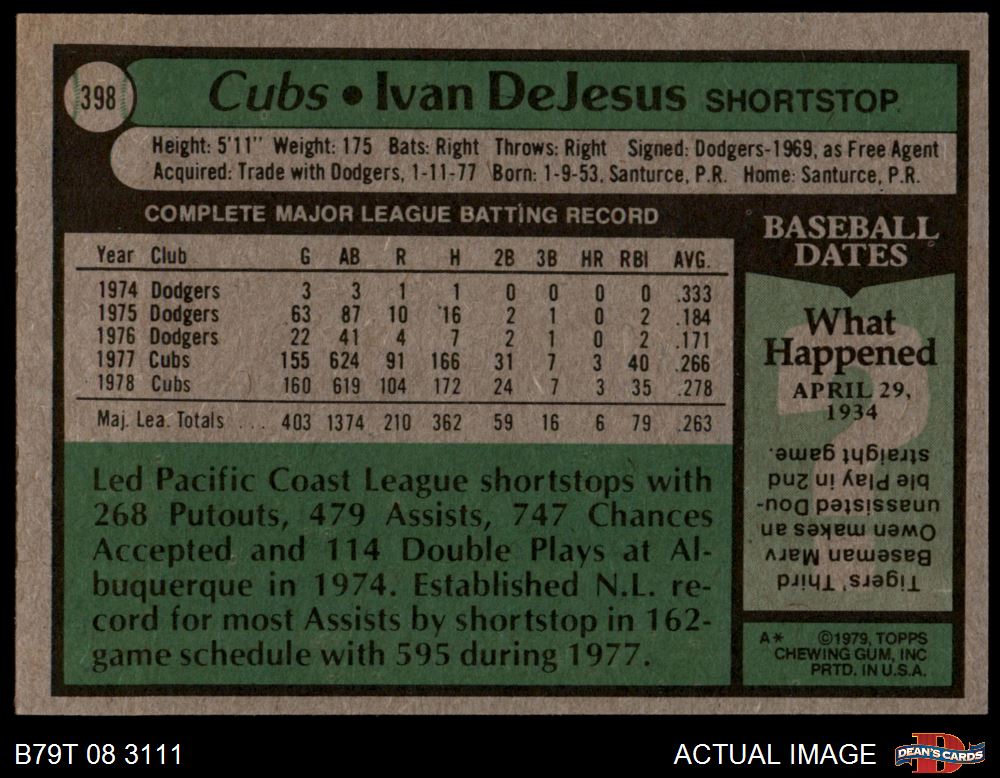 398
Cubs • Ivan DeJesus SHORTSTOP
Height: 5'11" Weight: 175 Bats: Right Throws: Right Signed: Dodgers-1969, as Free Agent
Acquired: Trade with Dodgers, 1-11-77 Born: 1-9-53, Santurce, P.R. Home: Santurce, P.R.
COMPLETE MAJOR LEAGUE BATTING RECORD
Year Club G AB R H 2B 3B HR RBI AVG.
1974 Dodgers 3 3 1 1 0 0 0 0 .333
1975 Dodgers 63 87 10 16 2 1 0 2 .184
1976 Dodgers 22 41 4 7 2 1 0 2 .171
1977 Cubs 155 624 91 166 31 7 3 40 .266
1978 Cubs 160 619 104 172 24 7 3 35 .278
Maj. Lea. Totals ... 403 1374 210 362 59 16 6 79 .263
Led Pacific Coast League shortstops with
268 Putouts, 479 Assists, 747 Chances
Accepted and 114 Double Plays at Al-
buquerque in 1974. Established N.L. re-
cord for most Assists by shortstop in 162-
game schedule with 595 during 1977.
BASEBALL
DATES
What
Happened
APRIL 29,
1934
?
Tigers' Third
Baseman Marv
Owen makes an
unassisted Dou-
ble Play in 2nd
straight game.
A* ©1979, TOPPS
CHEWING GUM, INC
PRTD. IN U.S.A.
B79T 08 3111
ACTUAL IMAGE
DEAN'S CARDS